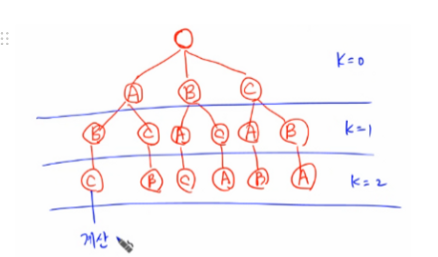 K=0
A B C
B C A C A B K=1
C B C A B A K=2
계산